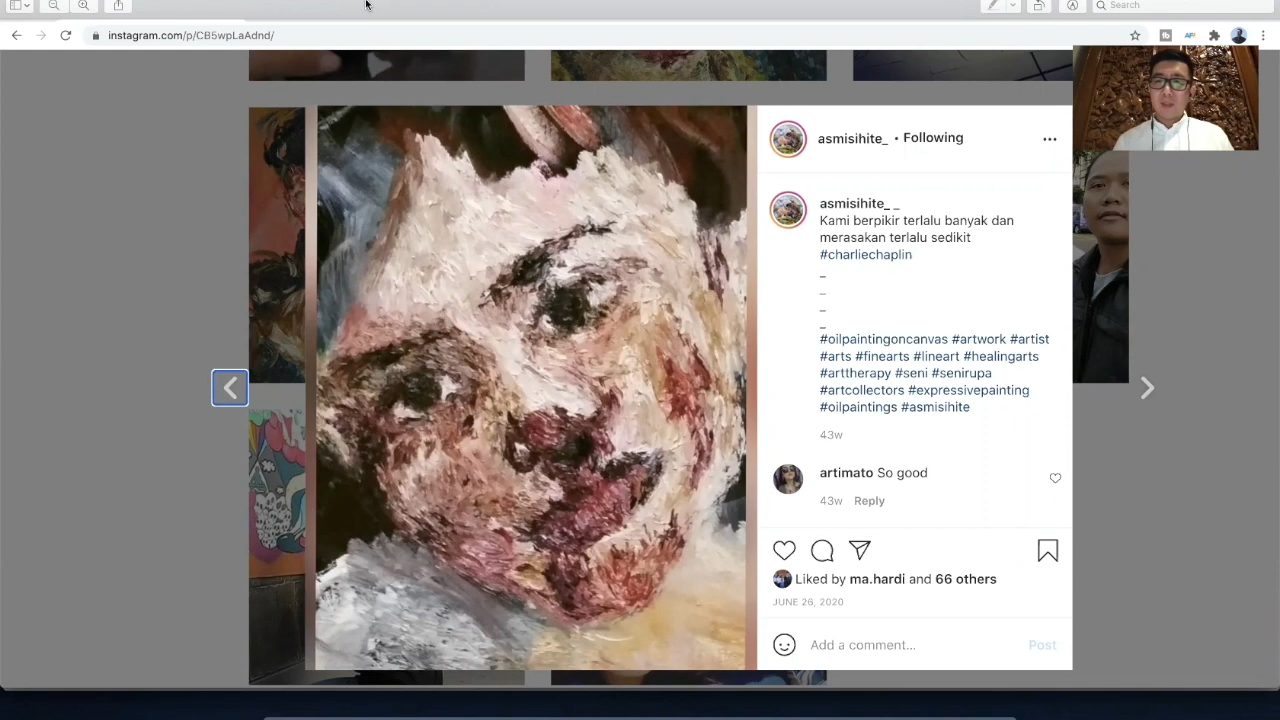 Search
instagram.com/p/CB5wpLaAdnd/
asmisihite_ • Following
asmisihite_ _
Kami berpikir terlalu banyak dan
merasakan terlalu sedikit
#charliechaplin
_
_
_
_
#oilpaintingoncanvas #artwork #artist
#arts #finearts #lineart #healingarts
#arttherapy #seni #senirupa
#artcollectors #expressivepainting
#oilpaintings #asmisihite
43w
artimato So good
43w Reply
Liked by ma.hardi and 66 others
JUNE 26, 2020
Add a comment... Post